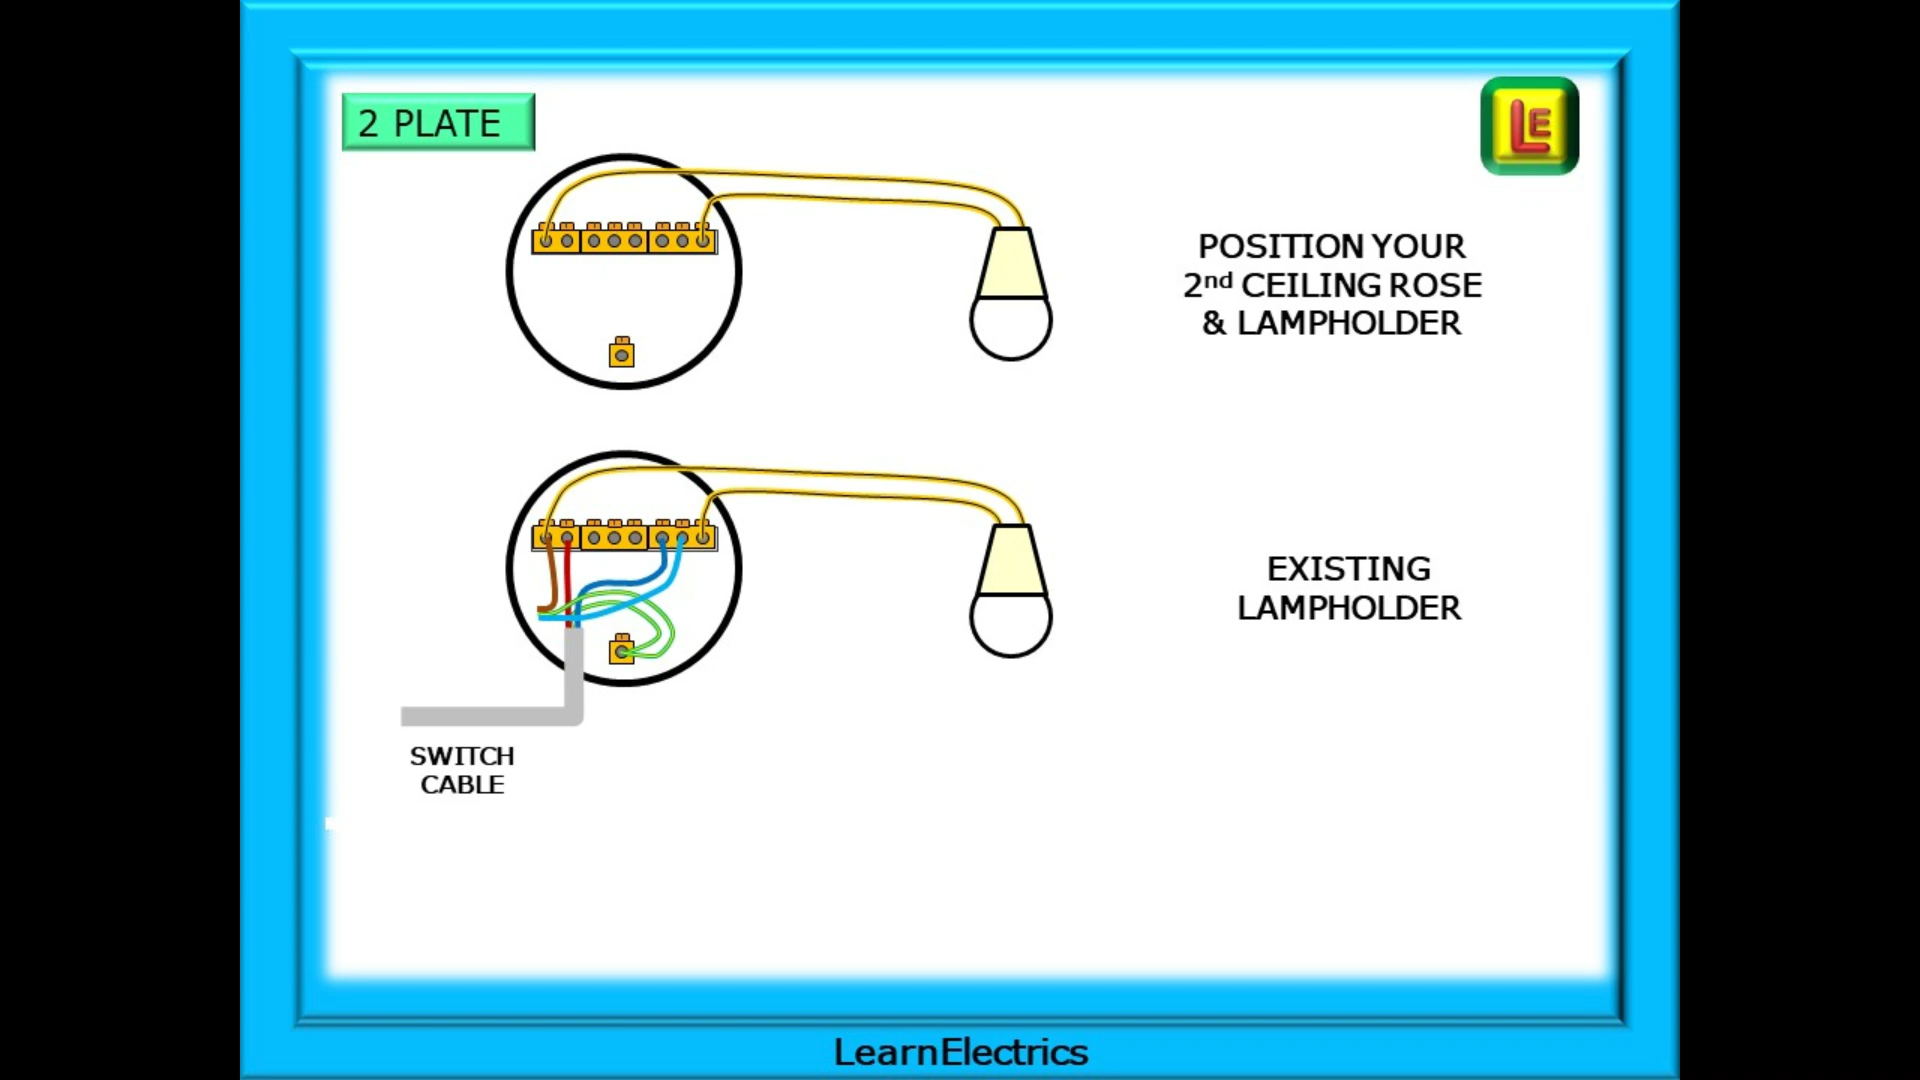 2 PLATE
LE
POSITION YOUR
2nd CEILING ROSE
& LAMPHOLDER
EXISTING
LAMPHOLDER
SWITCH
CABLE
LearnElectrics